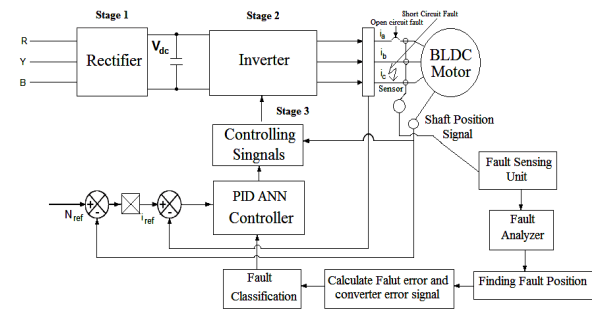 Stage 1
Stage 2
Short Circuit Fault
Open circuit fault
R
Y
B
Rectifier
Vdc
Inverter
ia
ib
ic
Sensor
BLDC
Motor
Stage 3
Controlling
Singnals
Shaft Position
Signal
Fault Sensing
Unit
Nref
iref
PID ANN
Controller
Fault
Analyzer
Fault
Classification
Calculate Falut error and
converter error signal
Finding Fault Position